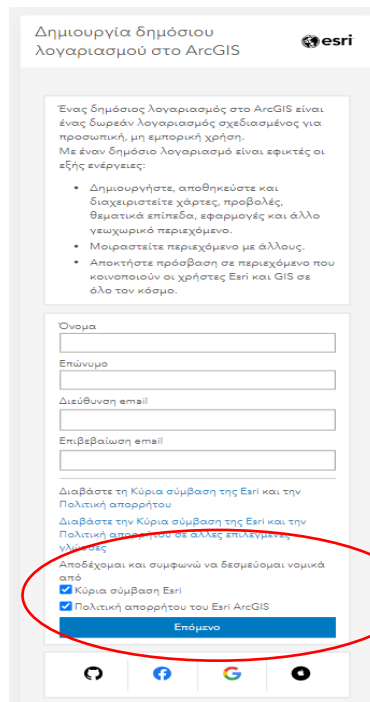 Δημιουργία δημόσιου
λογαριασμού στο ArcGIS
esri
Ένας δημόσιος λογαριασμός στο ArcGIS είναι
ένας δωρεάν λογαριασμός σχεδιασμένος για
προσωπική, μη εμπορική χρήση.
Με έναν δημόσιο λογαριασμό είναι εφικτές οι
εξής ενέργειες:
• Δημιουργήστε, αποθηκεύστε και
διαχειριστείτε χάρτες, προβολές,
θεματικά επίπεδα, εφαρμογές και άλλο
γεωχωρικό περιεχόμενο.
• Μοιραστείτε περιεχόμενο με άλλους.
• Αποκτήστε πρόσβαση σε περιεχόμενο που
κοινοποιούν οι χρήστες Esri και GIS σε
όλο τον κόσμο.
Όνομα
Επώνυμο
Διεύθυνση email
Επιβεβαίωση email
Διαβάστε τη Κύρια σύμβαση της Esri και την
Πολιτική απορρήτου
Διαβάστε την Κύρια σύμβαση της Esri και την
Πολιτική απορρήτου σε άλλες επιλεγμένες
γλώσσες
Αποδέχομαι και συμφωνώ να δεσμεύομαι νομικά
από
Κύρια σύμβαση Esri
Πολιτική απορρήτου του Esri ArcGIS
Επόμενο